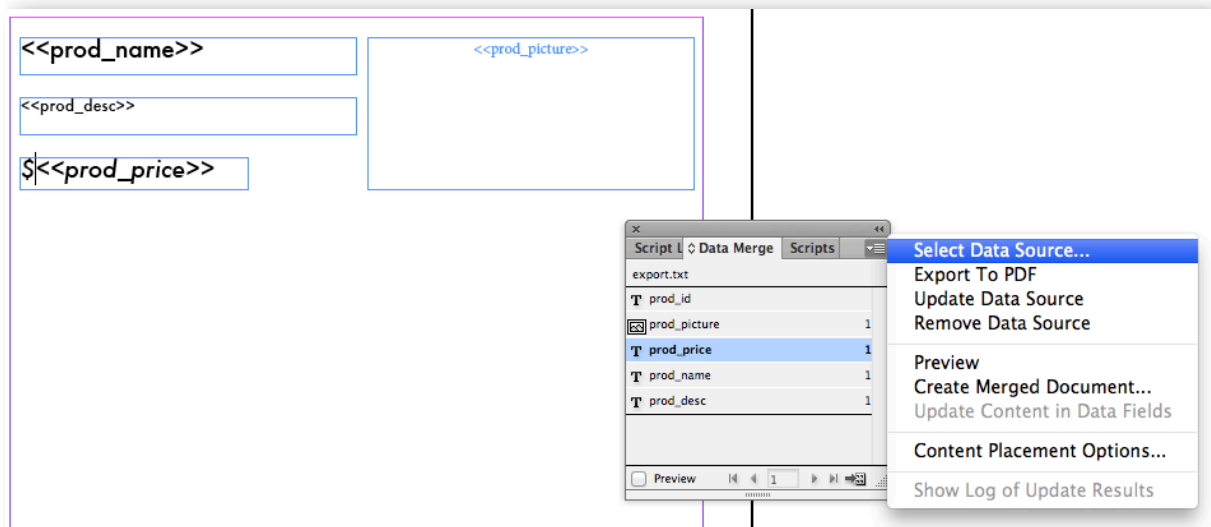 <<prod_name>>
<<prod_picture>>
<<prod_desc>>
$<<prod_price>>
Script L Data Merge Scripts
export.txt
T prod_id
prod_picture 1
T prod_price 1
T prod_name 1
T prod_desc 1
Preview 1
Select Data Source...
Export To PDF
Update Data Source
Remove Data Source
Preview
Create Merged Document...
Update Content in Data Fields
Content Placement Options...
Show Log of Update Results